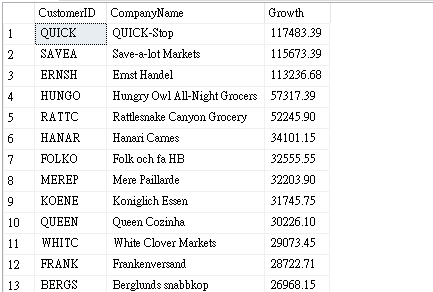 CustomerID CompanyName Growth
1 QUICK QUICK-Stop 117483.39
2 SAVEA Save-a-lot Markets 115673.39
3 ERNSH Ernst Handel 113236.68
4 HUNGO Hungry Owl All-Night Grocers 57317.39
5 RATTC Rattlesnake Canyon Grocery 52245.90
6 HANAR Hanari Carnes 34101.15
7 FOLKO Folk och fa HB 32555.55
8 MEREP Mere Paillarde 32203.90
9 KOENE Koniglich Essen 31745.75
10 QUEEN Queen Cozinha 30226.10
11 WHITC White Clover Markets 29073.45
12 FRANK Frankenversand 28722.71
13 BERGS Berglunds snabbkop 26968.15